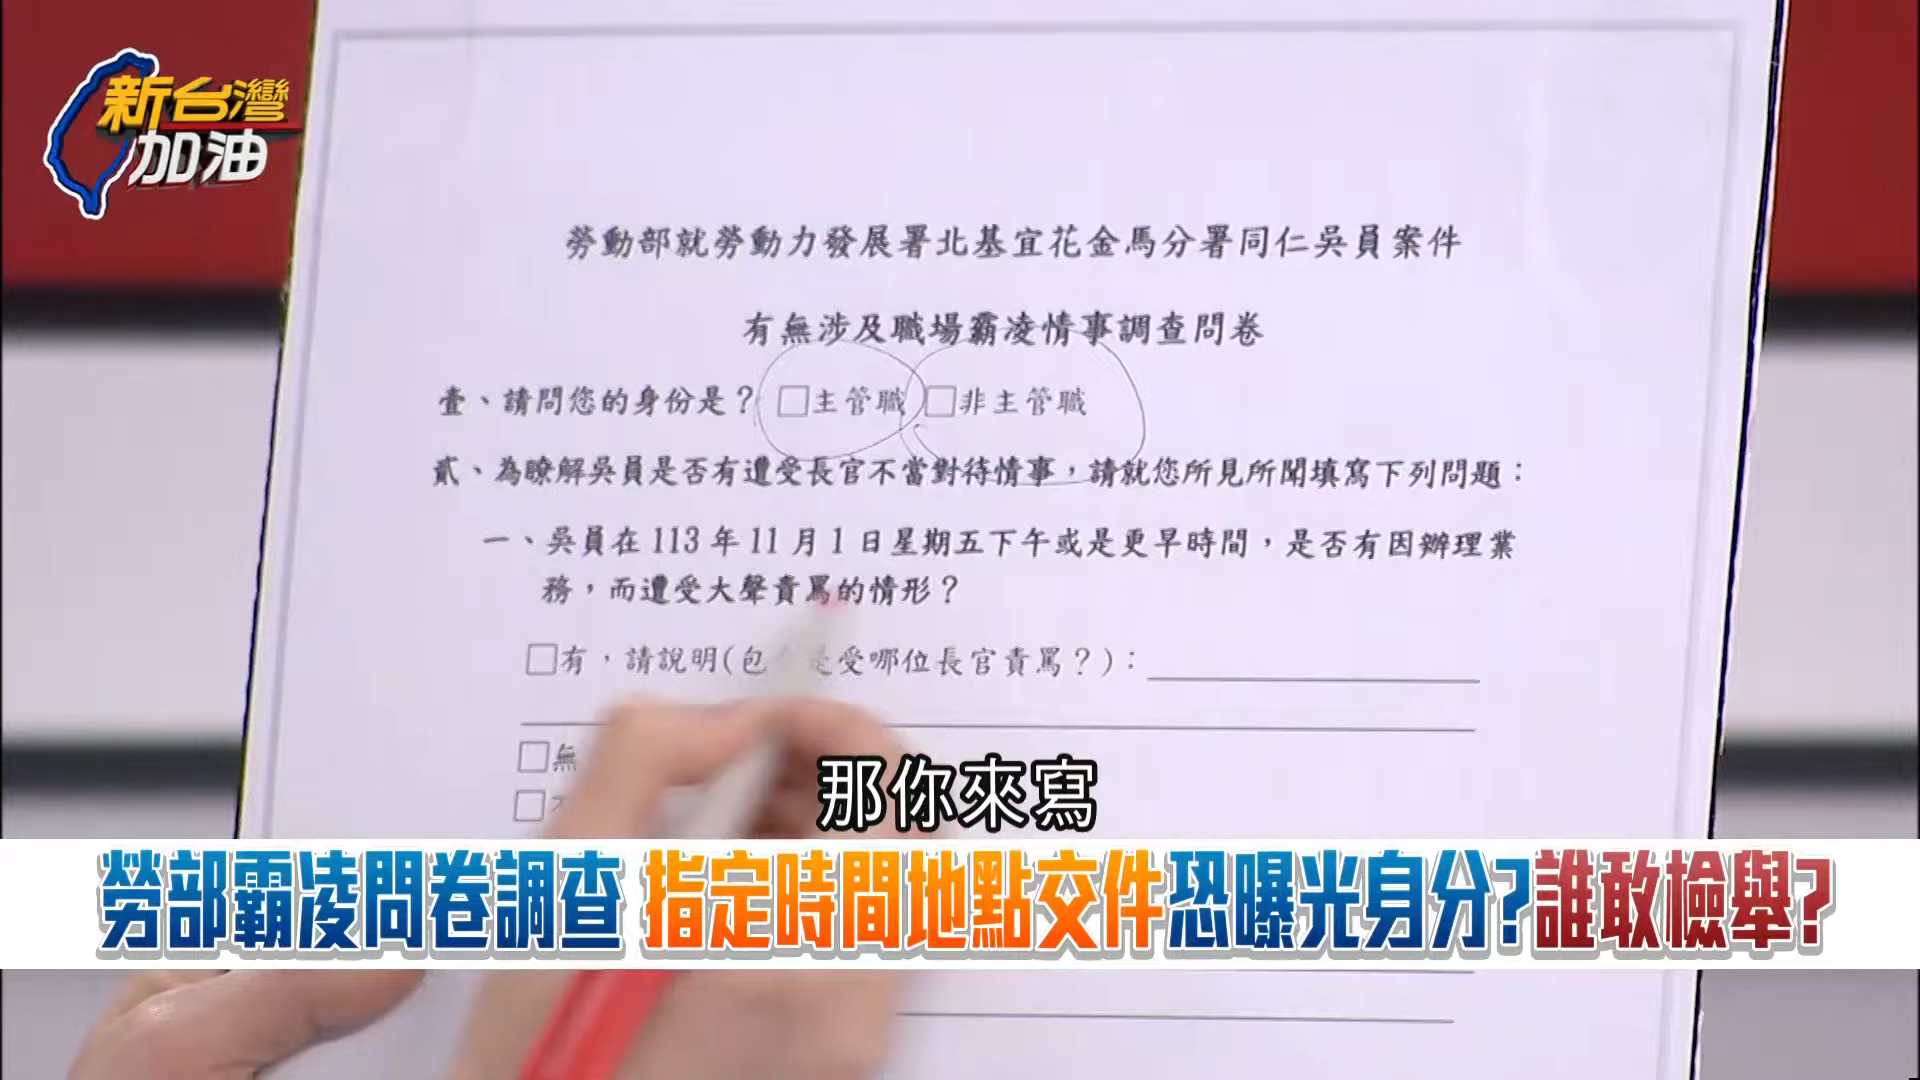 新台灣
加油
勞動部就勞動力發展署北基宜花金馬分署同仁吳員案件
有無涉及職場霸凌情事調查問卷
壹、請問您的身份是？ □主管職 □非主管職
貳、為瞭解吳員是否有遭受長官不當對待情事，請就您所見所聞填寫下列問題：
一、吳員在113年11月1日星期五下午或是更早時間，是否有因辦理業
務，而遭受大聲責罵的情形？
□有，請說明(包 是受哪位長官責罵？)：
□無
那你來寫
勞部霸凌問卷調查 指定時間地點交件恐曝光身分?誰敢檢舉?